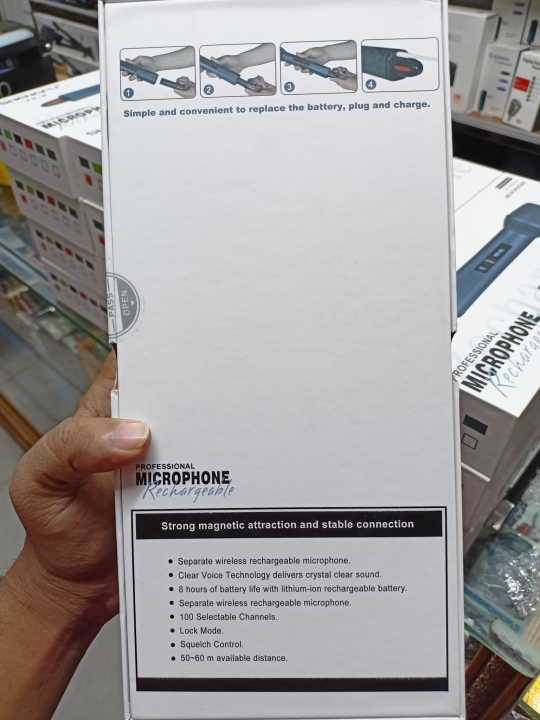 1 2 3 4
Simple and convenient to replace the battery, plug and charge.
PASS
OPEN
PROFESSIONAL
MICROPHONE
Rechargeable
PROFESSIONAL
MICROPHONE
Rechargeable
Strong magnetic attraction and stable connection
• Separate wireless rechargeable microphone.
• Clear Voice Technology delivers crystal clear sound.
• 8 hours of battery life with lithium-ion rechargeable battery.
• Separate wireless rechargeable microphone.
• 100 Selectable Channels.
• Lock Mode.
• Squelch Control.
• 50~60 m available distance.